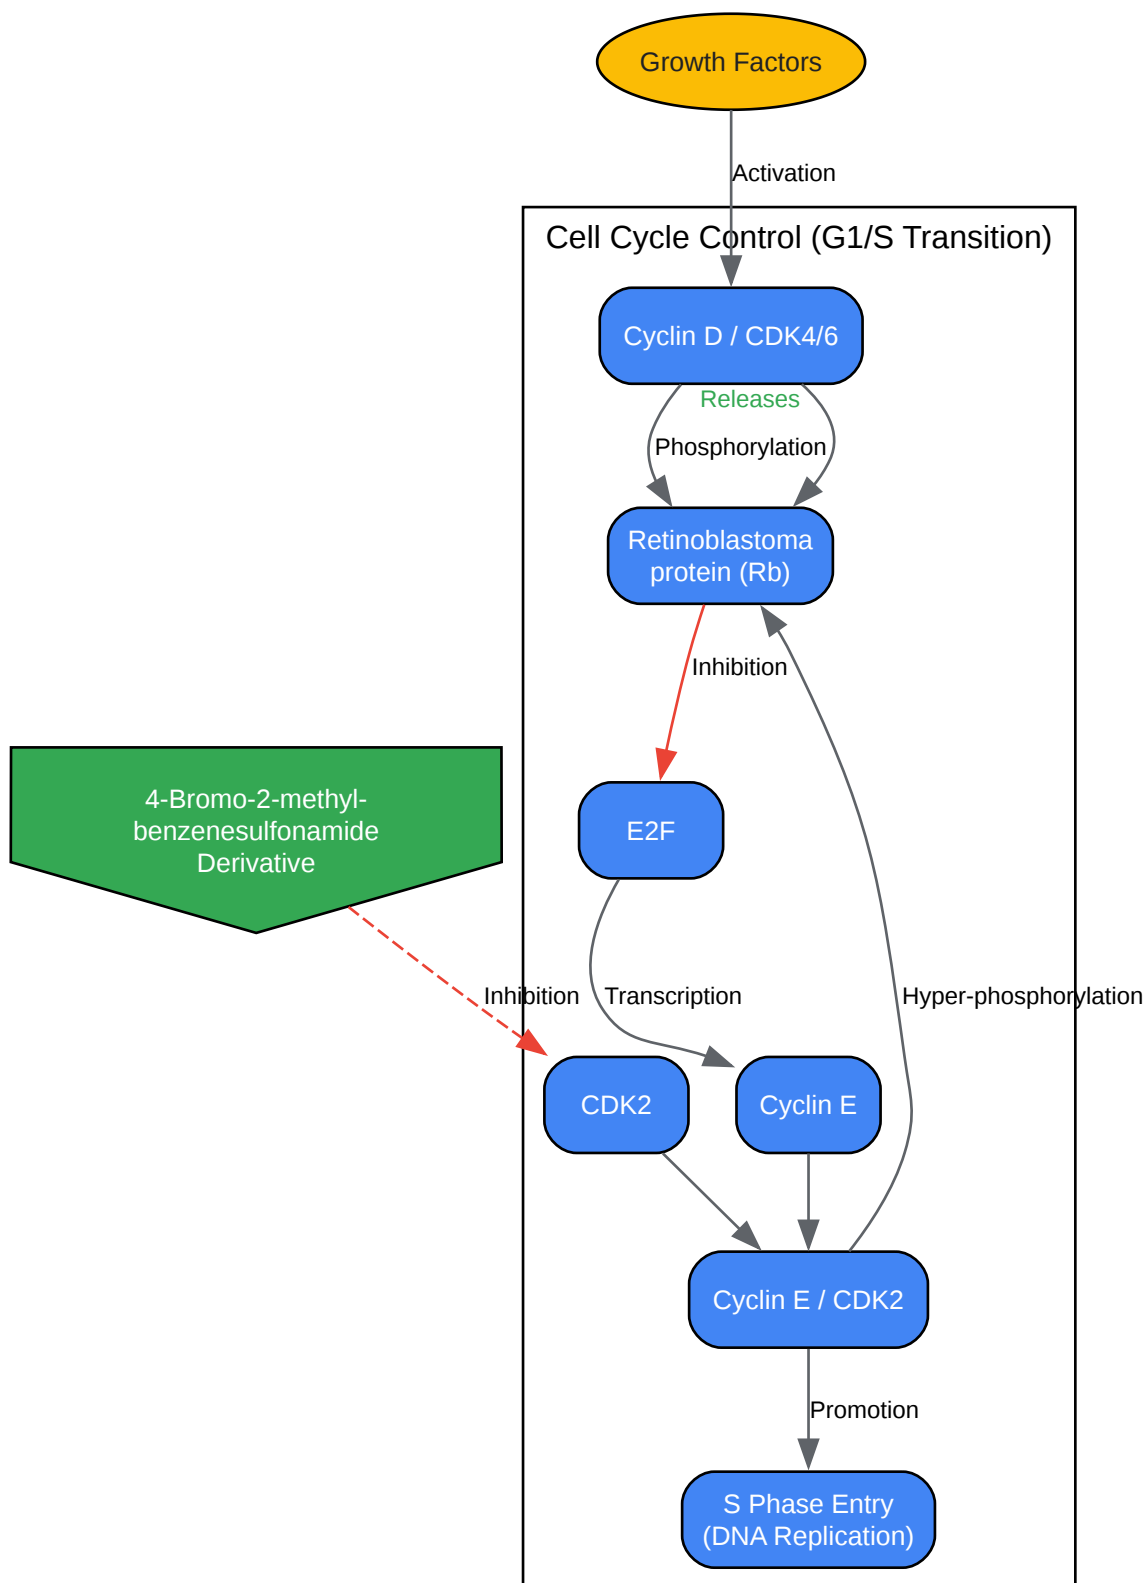 Growth Factors
Activation
Cell Cycle Control (G1/S Transition)
Cyclin D / CDK4/6
Releases
Phosphorylation
Retinoblastoma
protein (Rb)
Inhibition
4-Bromo-2-methyl-
benzenesulfonamide
Derivative
E2F
Inhibition
Transcription
Hyper-phosphorylation
CDK2
Cyclin E
Cyclin E / CDK2
Promotion
S Phase Entry
(DNA Replication)